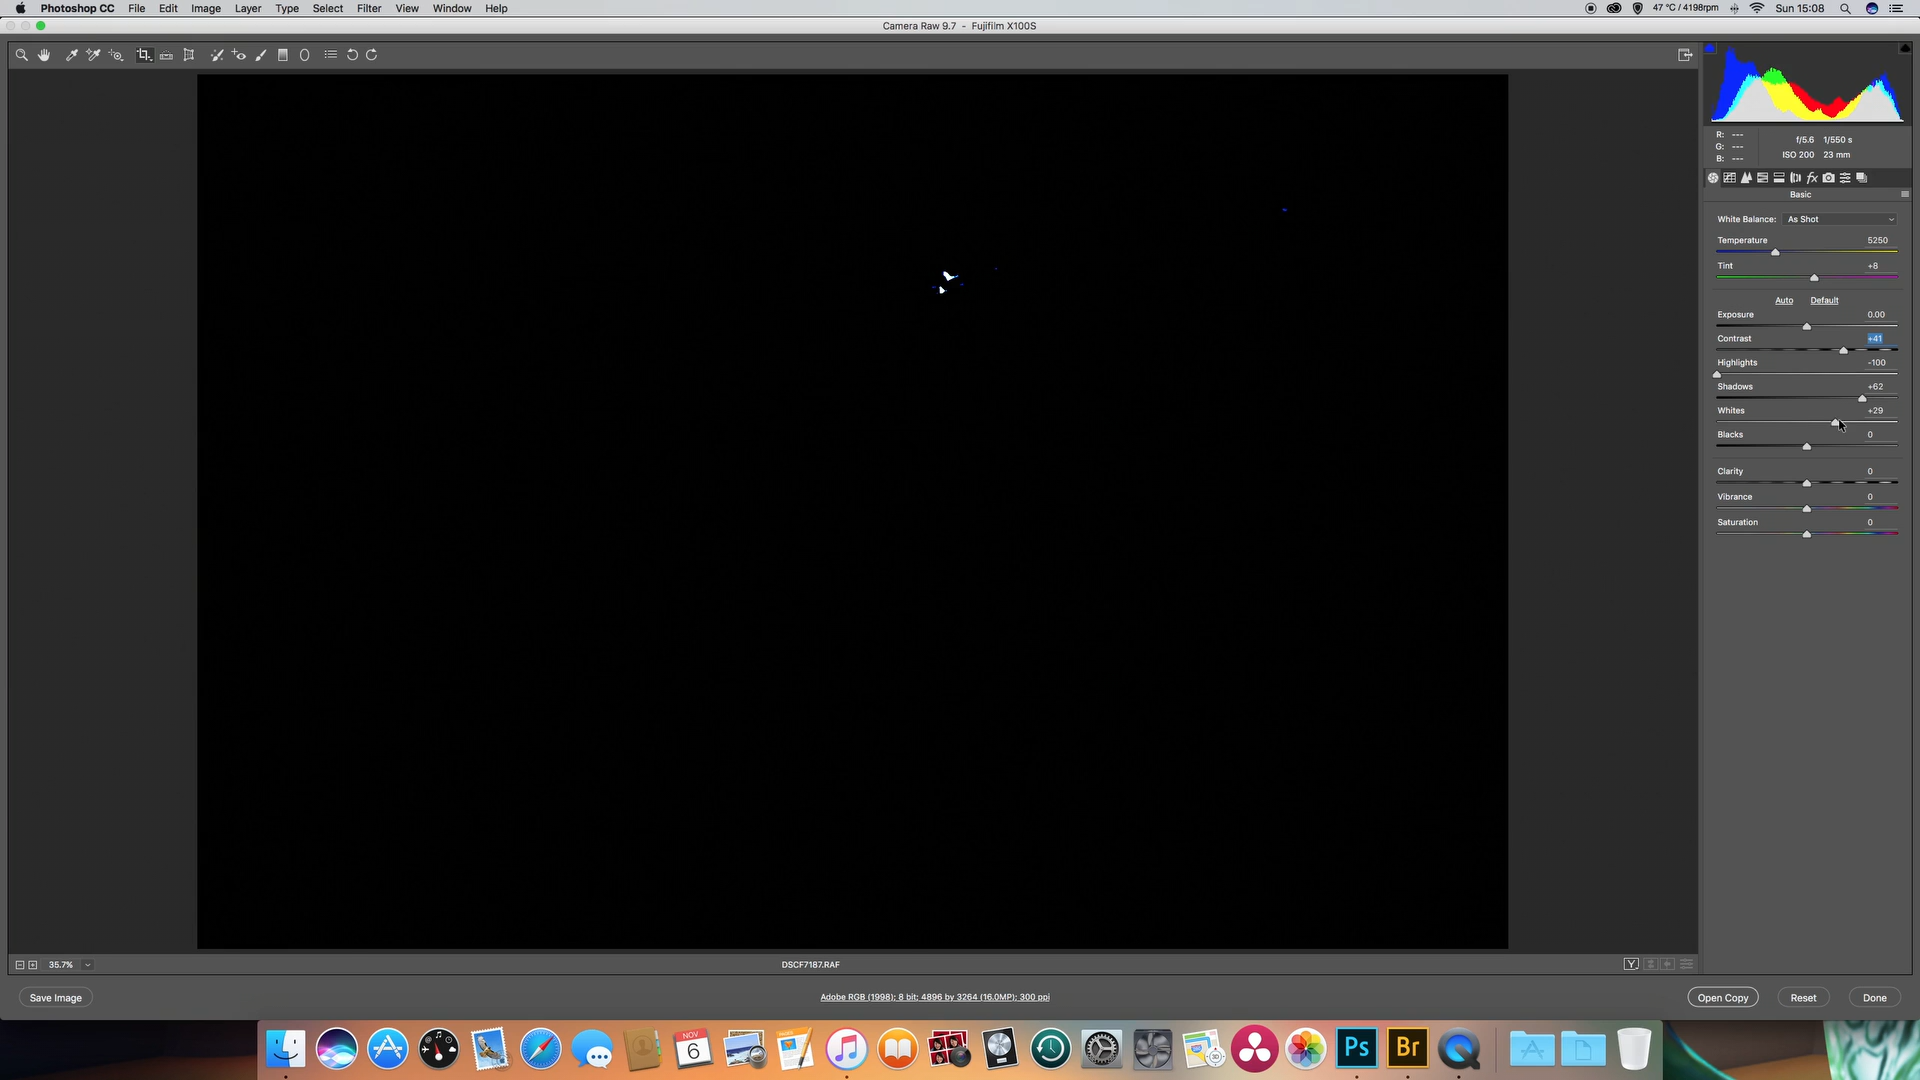 Photoshop CC File Edit Image Layer Type Select Filter View Window Help 47 °C / 4198rpm Sun 15:08
Camera Raw 9.7 - Fujifilm X100S
R: --- f/5.6 1/550 s
G: ---
B: --- ISO 200 23 mm
fx
Basic
White Balance: As Shot
Temperature 5250
Tint +8
Auto Default
Exposure 0.00
Contrast +41
Highlights -100
Shadows +62
Whites +29
Blacks 0
Clarity 0
Vibrance 0
Saturation 0
35.7% DSCF7187.RAF Y
Save Image Adobe RGB (1998); 8 bit; 4896 by 3264 (16.0MP); 300 ppi Open Copy Reset Done
NOV
6
3D
Ps
Br